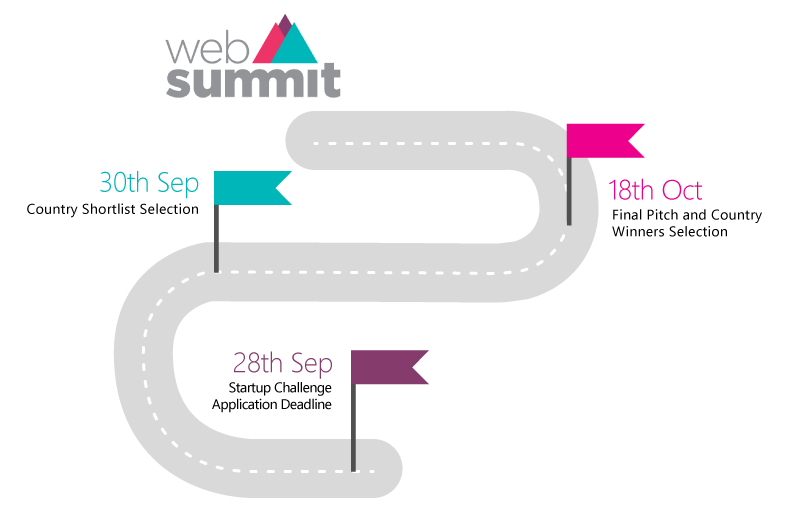 web
summit
30th Sep
Country Shortlist Selection
18th Oct
Final Pitch and Country
Winners Selection
28th Sep
Startup Challenge
Application Deadline